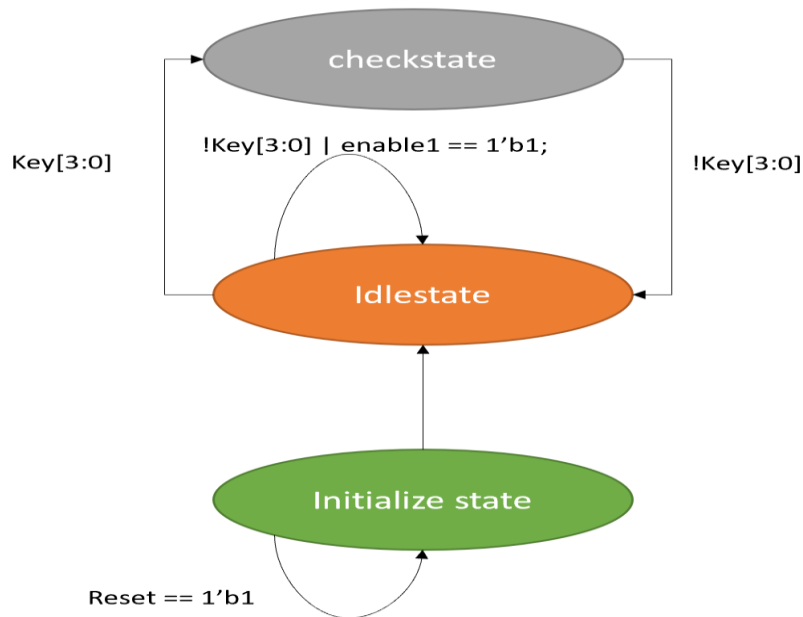 checkstate
!Key[3:0] | enable1 == 1’b1;
Key[3:0]
!Key[3:0]
Idlestate
Initialize state
Reset == 1’b1